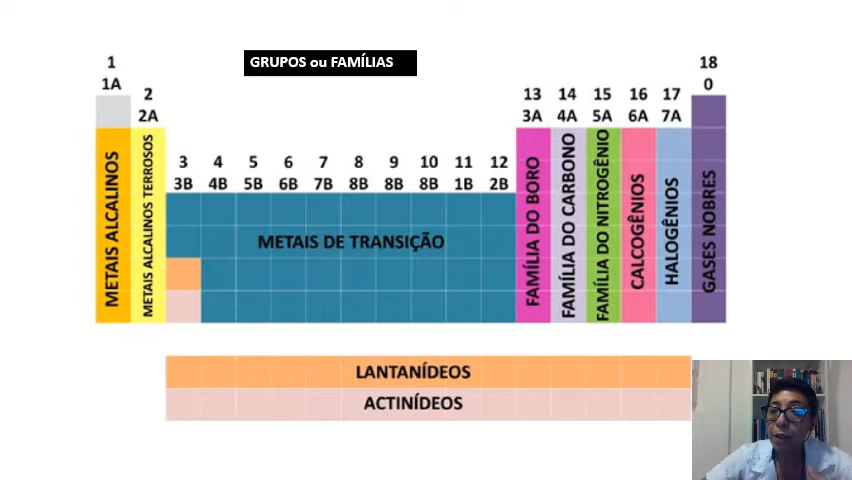 GRUPOS ou FAMÍLIAS
1
1A
2
2A
3
3B
4
4B
5
5B
6
6B
7
7B
8
8B
9
8B
10
8B
11
1B
12
2B
13
3A
14
4A
15
5A
16
6A
17
7A
18
0
METAIS ALCALINOS
METAIS ALCALINOS TERROSOS
METAIS DE TRANSIÇÃO
FAMÍLIA DO BORO
FAMÍLIA DO CARBONO
FAMÍLIA DO NITROGÊNIO
CALCOGÊNIOS
HALOGÊNIOS
GASES NOBRES
LANTANÍDEOS
ACTINÍDEOS